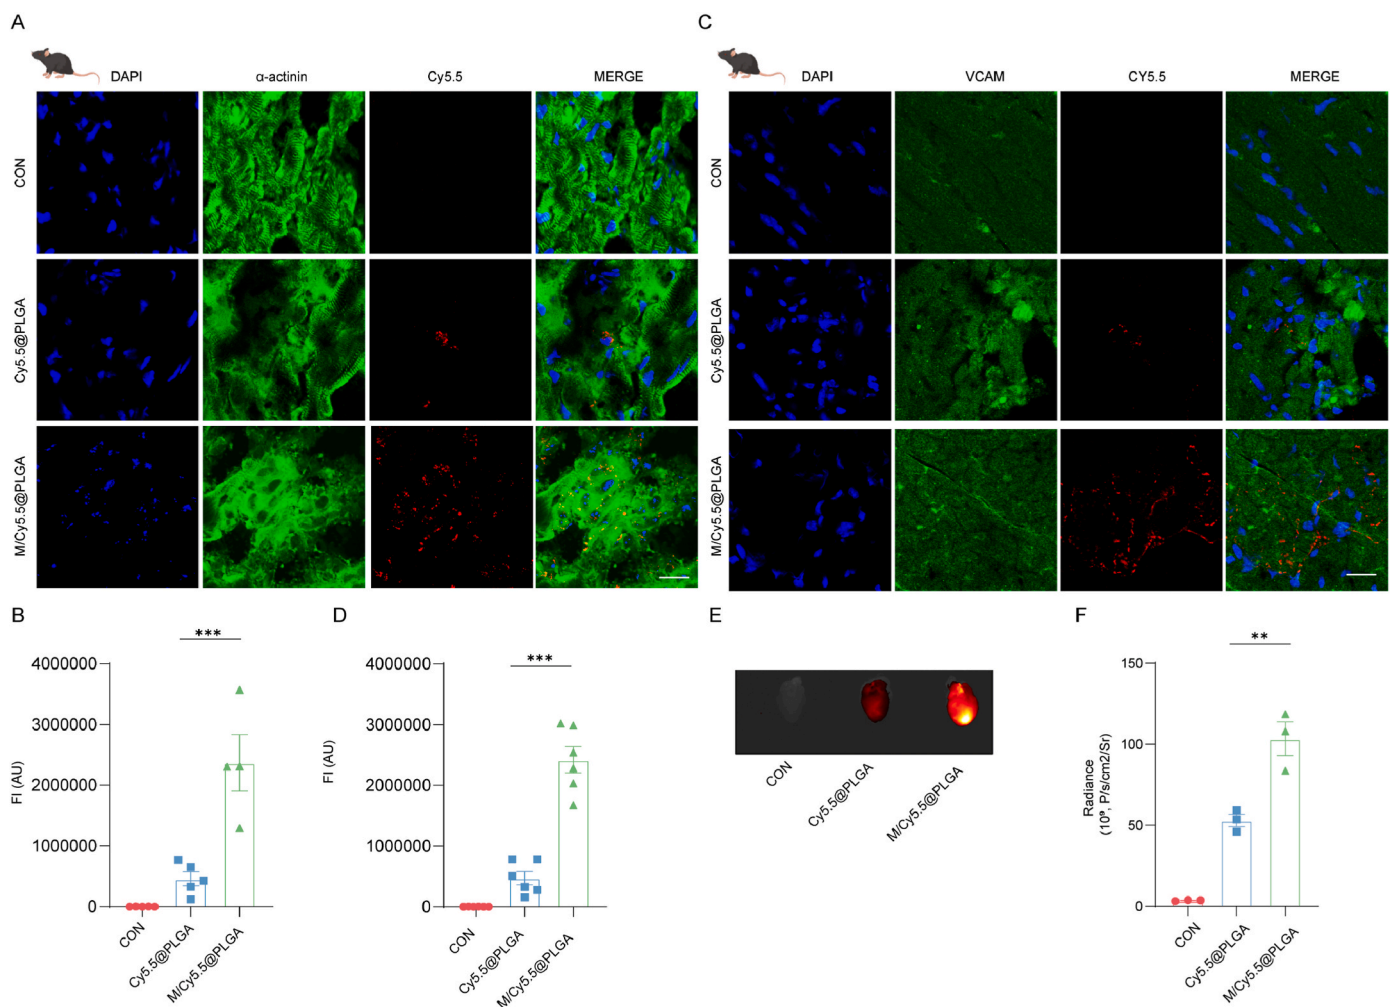 A
C
DAPI
α-actinin
Cy5.5
MERGE
DAPI
VCAM
CY5.5
MERGE
CON
Cy5.5@PLGA
M/Cy5.5@PLGA
CON
Cy5.5@PLGA
M/Cy5.5@PLGA
B
***
4000000
3000000
2000000
1000000
0
FI (AU)
CON
Cy5.5@PLGA
M/Cy5.5@PLGA
D
***
4000000
3000000
2000000
1000000
0
FI (AU)
CON
Cy5.5@PLGA
M/Cy5.5@PLGA
E
CON
Cy5.5@PLGA
M/Cy5.5@PLGA
F
**
150
100
50
0
Radiance
(10⁹, P/s/cm2/Sr)
CON
Cy5.5@PLGA
M/Cy5.5@PLGA